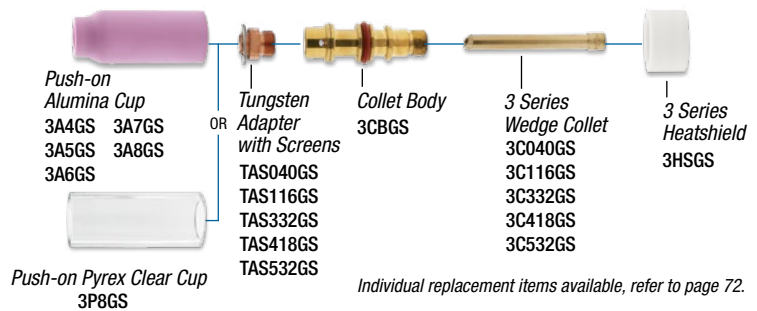 Push-on
Alumina Cup
3A4GS 3A7GS
3A5GS 3A8GS
3A6GS
OR
Tungsten
Adapter
with Screens
TAS040GS
TAS116GS
TAS332GS
TAS418GS
TAS532GS
Collet Body
3CBGS
3 Series
Wedge Collet
3C040GS
3C116GS
3C332GS
3C418GS
3C532GS
3 Series
Heatshield
3HSGS
Push-on Pyrex Clear Cup
3P8GS
Individual replacement items available, refer to page 72.